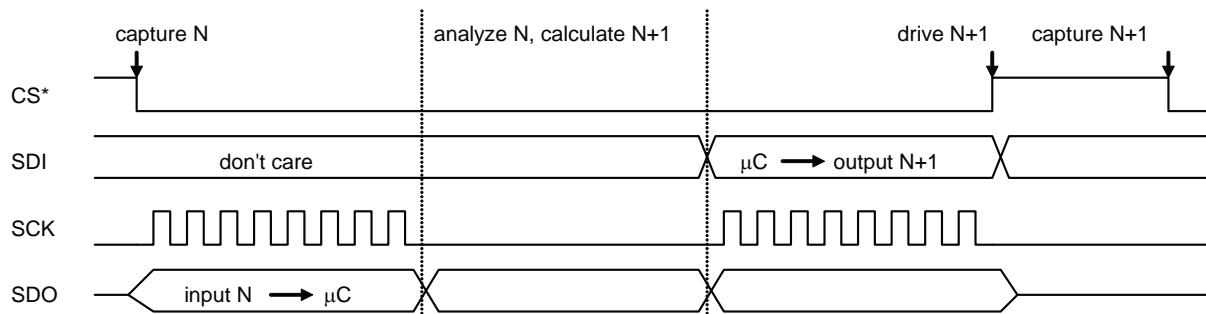 capture N
analyze N, calculate N+1
drive N+1
capture N+1
CS*
SDI
don't care
μC
output N+1
SCK
SDO
input N
μC